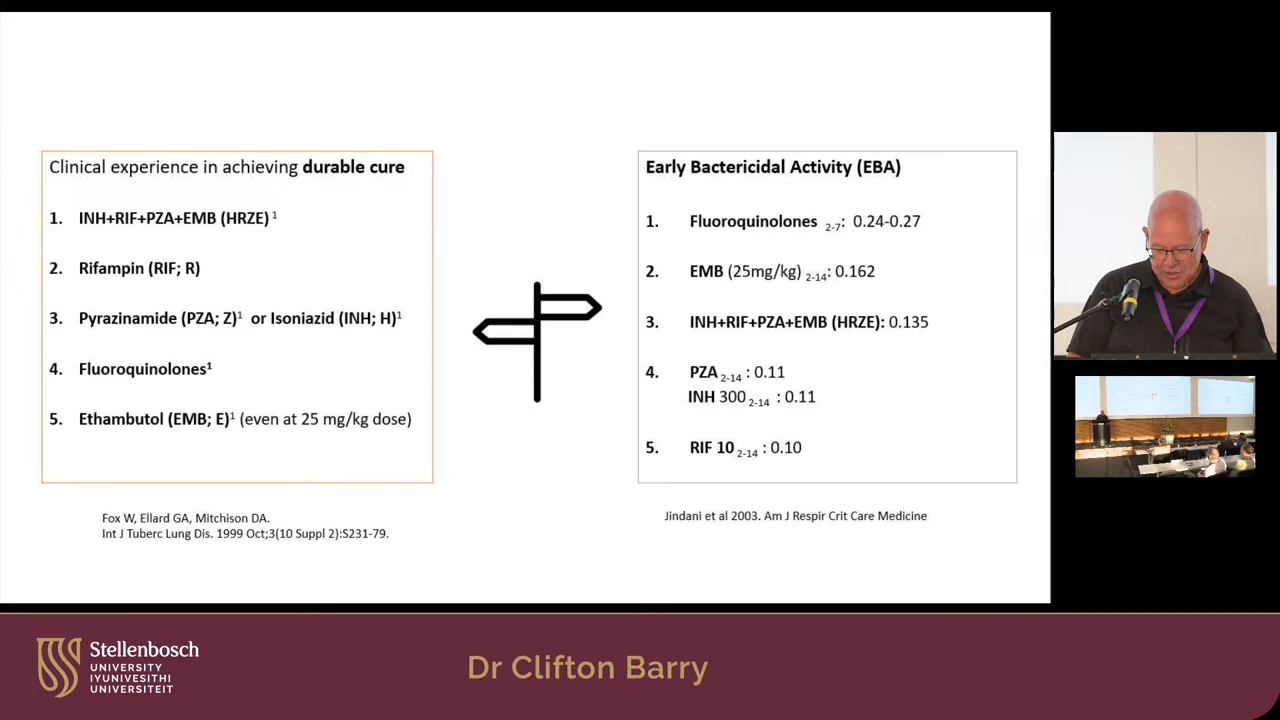 Clinical experience in achieving durable cure
1. INH+RIF+PZA+EMB (HRZE) 1
2. Rifampin (RIF; R)
3. Pyrazinamide (PZA; Z)1 or Isoniazid (INH; H)1
4. Fluoroquinolones1
5. Ethambutol (EMB; E)1 (even at 25 mg/kg dose)
Fox W, Ellard GA, Mitchison DA.
Int J Tuberc Lung Dis. 1999 Oct;3(10 Suppl 2):S231-79.
Early Bactericidal Activity (EBA)
1. Fluoroquinolones 2-7: 0.24-0.27
2. EMB (25mg/kg) 2-14: 0.162
3. INH+RIF+PZA+EMB (HRZE): 0.135
4. PZA 2-14 : 0.11
INH 300 2-14 : 0.11
5. RIF 10 2-14 : 0.10
Jindani et al 2003. Am J Respir Crit Care Medicine
Stellenbosch
UNIVERSITY
IYUNIVESITHI
UNIVERSITEIT
Dr Clifton Barry